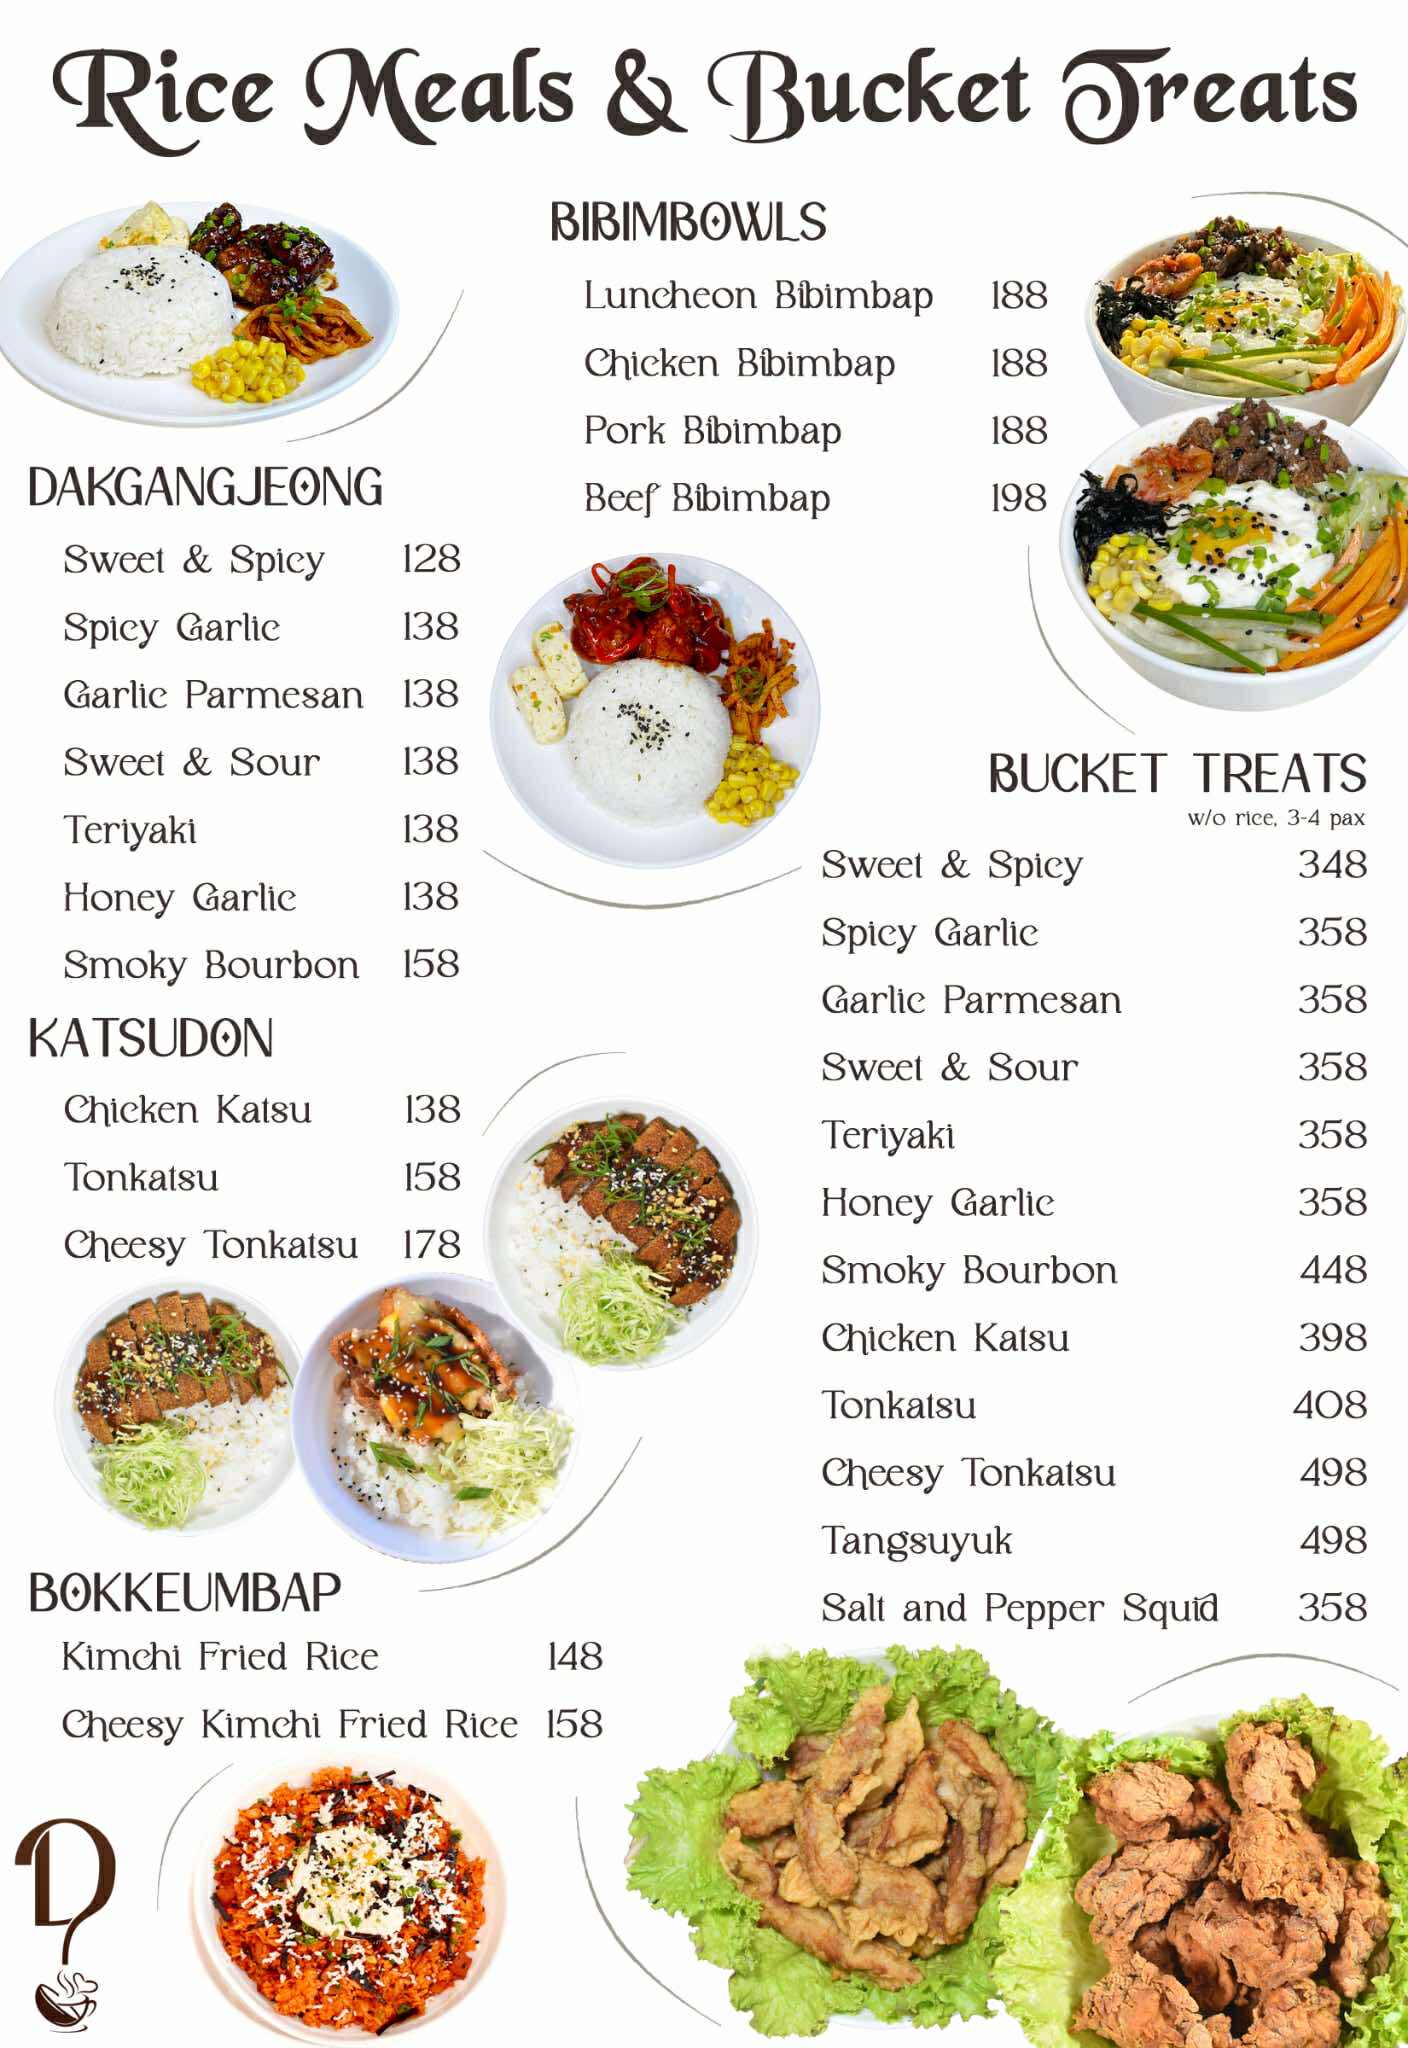 Rice Meals & Bucket Treats
DAKGANGJEONG
Sweet & Spicy 128
Spicy Garlic 138
Garlic Parmesan 138
Sweet & Sour 138
Teriyaki 138
Honey Garlic 138
Smoky Bourbon 158
KATSUDON
Chicken Katsu 138
Tonkatsu 158
Cheesy Tonkatsu 178
BOKKEUMBAP
Kimchi Fried Rice 148
Cheesy Kimchi Fried Rice 158
BIBIMBOWLS
Luncheon Bibimbap 188
Chicken Bibimbap 188
Pork Bibimbap 188
Beef Bibimbap 198
BUCKET TREATS
w/o rice, 3-4 pax
Sweet & Spicy 348
Spicy Garlic 358
Garlic Parmesan 358
Sweet & Sour 358
Teriyaki 358
Honey Garlic 358
Smoky Bourbon 448
Chicken Katsu 398
Tonkatsu 408
Cheesy Tonkatsu 498
Tangsuyuk 498
Salt and Pepper Squid 358
D